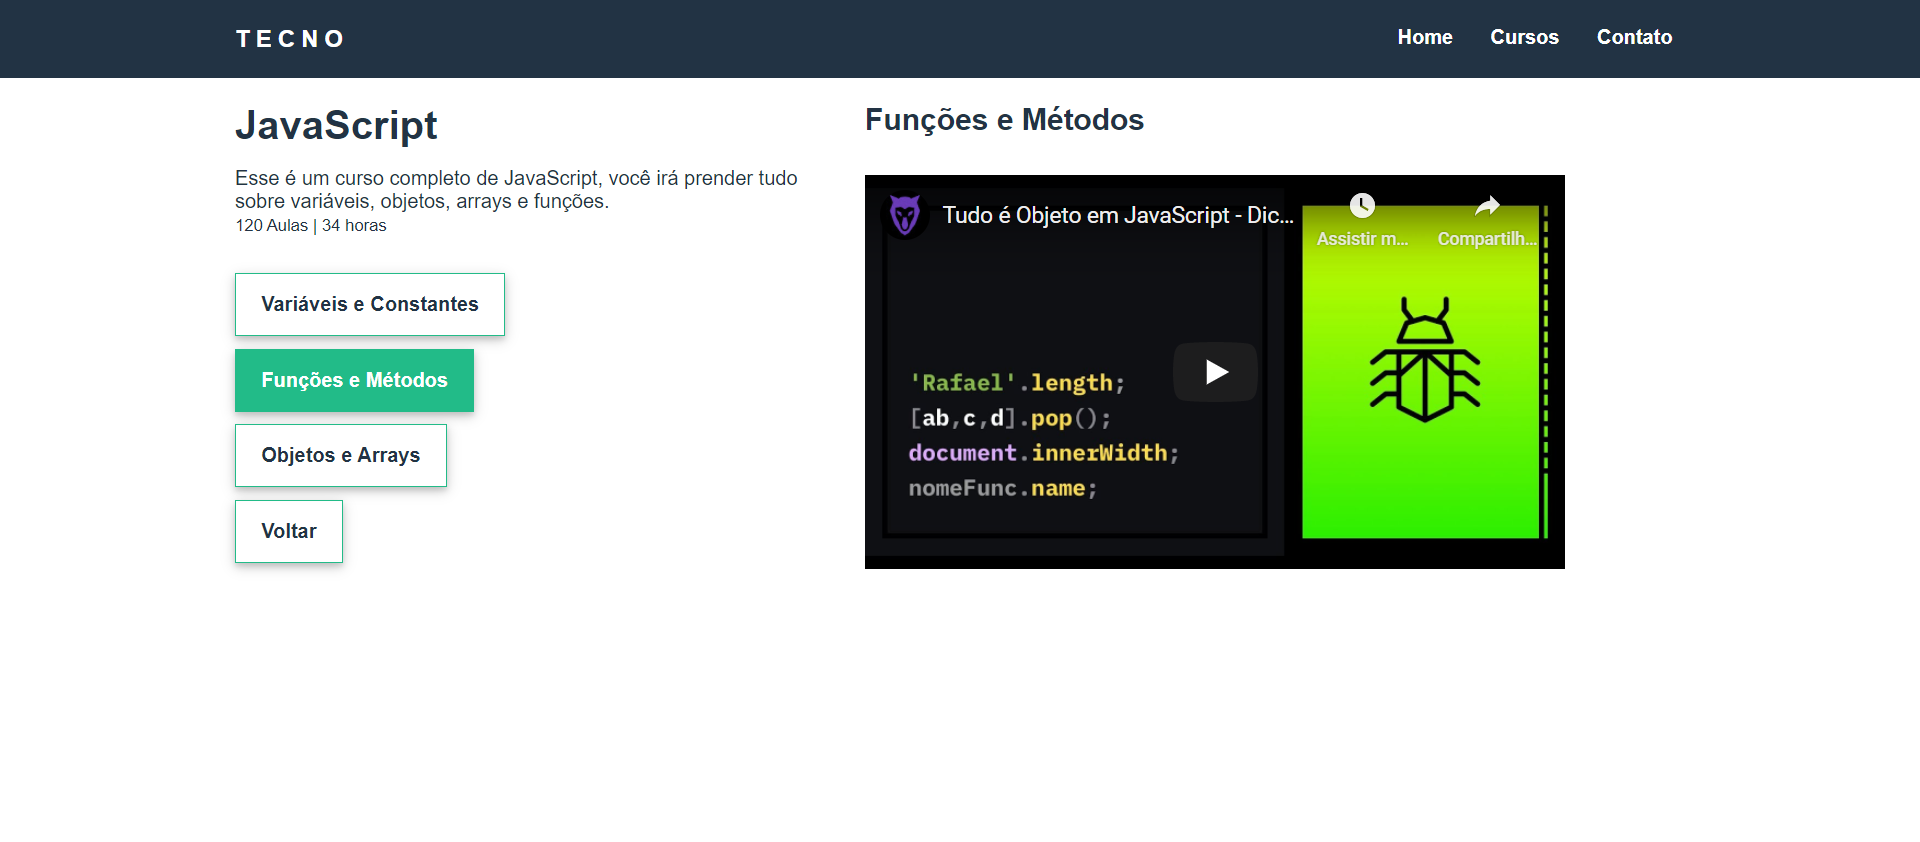 TECNO
Home
Cursos
Contato
JavaScript
Esse é um curso completo de JavaScript, você irá prender tudo
sobre variáveis, objetos, arrays e funções.
120 Aulas | 34 horas
Variáveis e Constantes
Funções e Métodos
Objetos e Arrays
Voltar
Funções e Métodos
Tudo é Objeto em JavaScript - Dic...
Assistir m...
Compartilh...
'Rafael'.length;
[ab,c,d].pop();
document.innerWidth;
nomeFunc.name;